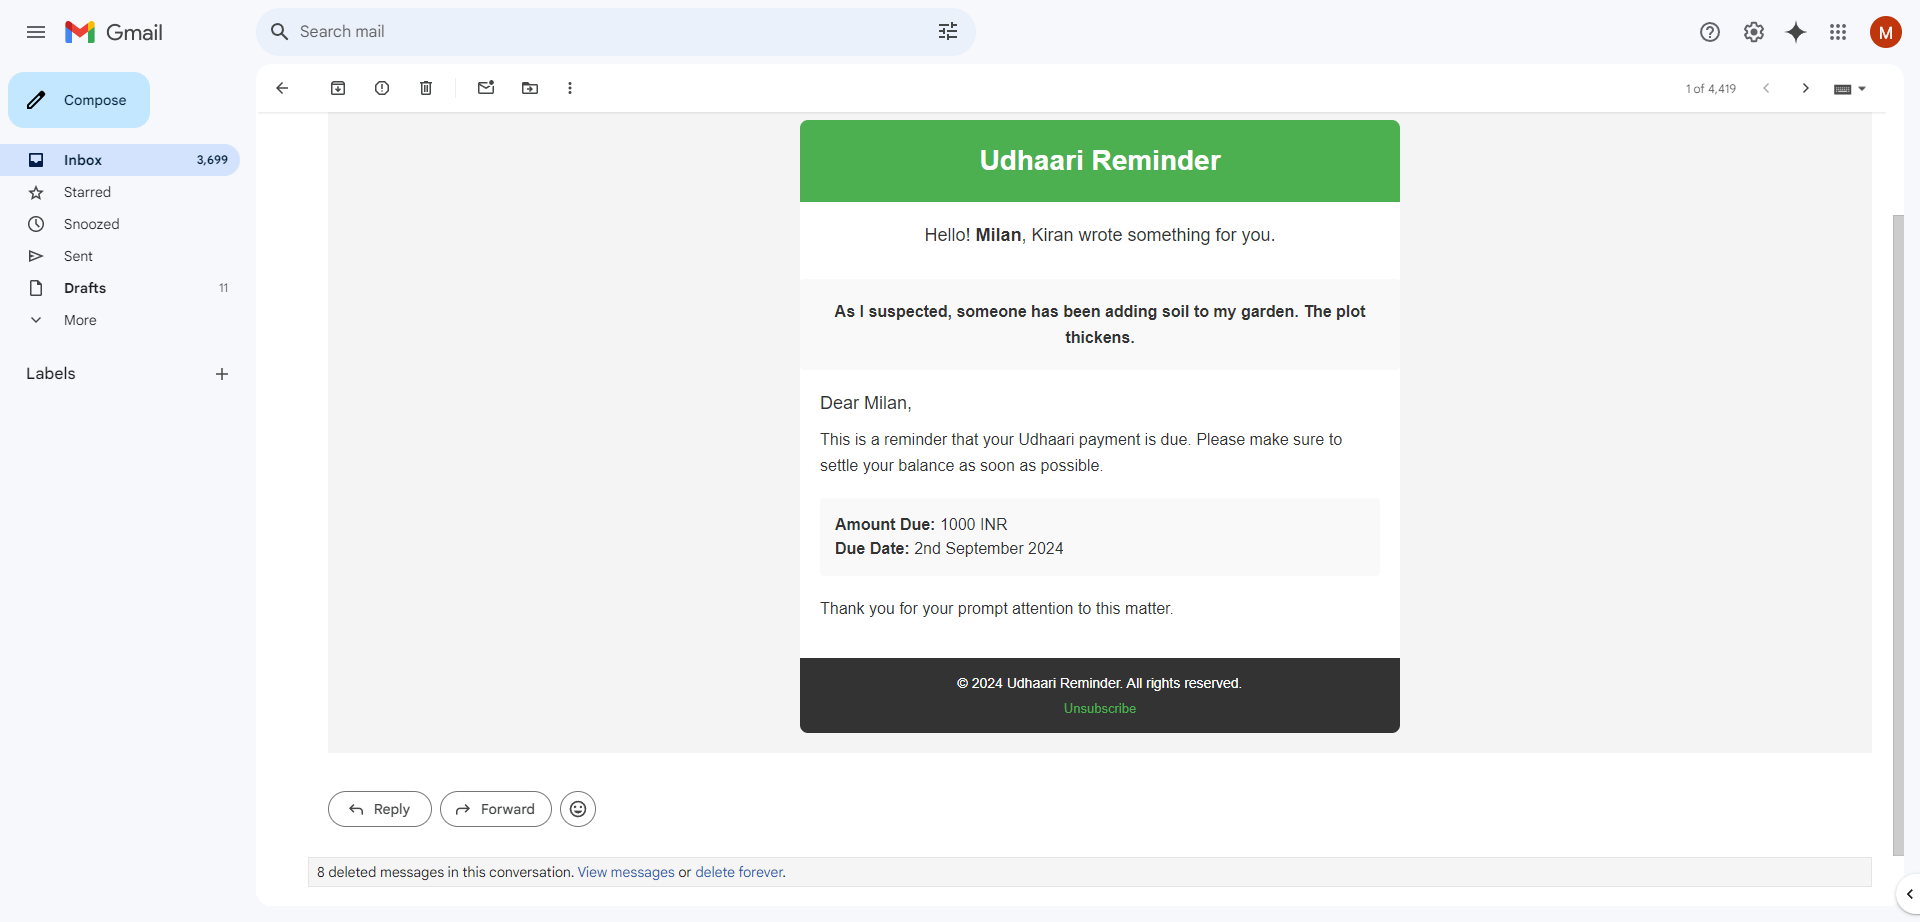 Gmail
Search mail
M
Compose
1 of 4,419
Inbox 3,699
Starred
Snoozed
Sent
Drafts 11
More
Labels
Udhaari Reminder
Hello! Milan, Kiran wrote something for you.
As I suspected, someone has been adding soil to my garden. The plot
thickens.
Dear Milan,
This is a reminder that your Udhaari payment is due. Please make sure to
settle your balance as soon as possible.
Amount Due: 1000 INR
Due Date: 2nd September 2024
Thank you for your prompt attention to this matter.
© 2024 Udhaari Reminder. All rights reserved.
Unsubscribe
Reply
Forward
8 deleted messages in this conversation. View messages or delete forever.